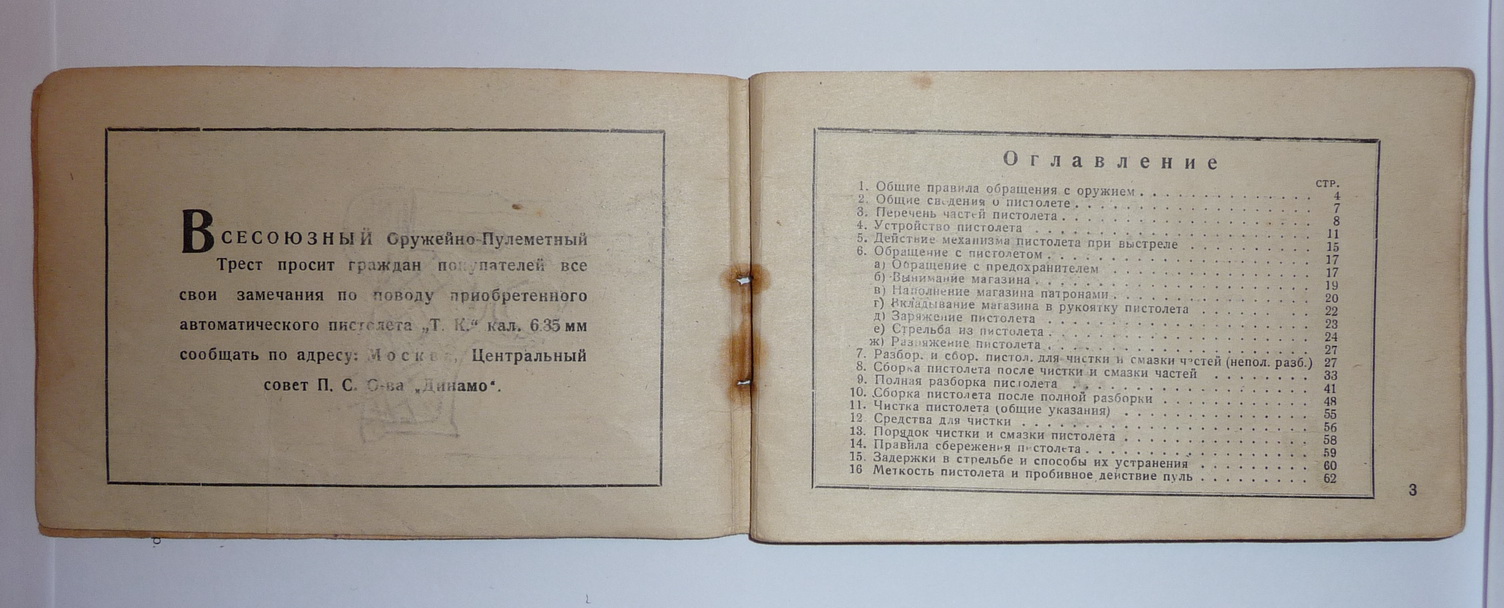 ВСЕСОЮЗНЫЙ Оружейно-Пулеметный
Трест просит граждан покупателей все
свои замечания по поводу приобретенного
автоматического пистолета „Т. К.“ кал. 6.35 мм
сообщать по адресу: Москва, Центральный
совет П. С. О-ва „Динамо“.
Оглавление
СТР.
1. Общие правила обращения с оружием . . . . . . . . . . . . . . 4
2. Общие сведения о пистолете . . . . . . . . . . . . . . . . . . 7
3. Перечень частей пистолета . . . . . . . . . . . . . . . . . . 8
4. Устройство пистолета . . . . . . . . . . . . . . . . . . . . 11
5. Действие механизма пистолета при выстреле . . . . . . . . . . . 15
6. Обращение с пистолетом . . . . . . . . . . . . . . . . . . . 17
а) Обращение с предохранителем . . . . . . . . . . . . . . . . 17
б) Вынимание магазина . . . . . . . . . . . . . . . . . . . . 19
в) Наполнение магазина патронами . . . . . . . . . . . . . . . 20
г) Вкладывание магазина в рукоятку пистолета . . . . . . . . . . 22
д) Заряжение пистолета . . . . . . . . . . . . . . . . . . . 23
е) Стрельба из пистолета . . . . . . . . . . . . . . . . . . . 24
ж) Разряжение пистолета . . . . . . . . . . . . . . . . . . . 27
7. Разбор. и сбор. пистол. для чистки и смазки частей (непол. разб.) 27
8. Сборка пистолета после чистки и смазки частей . . . . . . . . . 33
9. Полная разборка пистолета . . . . . . . . . . . . . . . . . . 41
10. Сборка пистолета после полной разборки . . . . . . . . . . . . 48
11. Чистка пистолета (общие указания) . . . . . . . . . . . . . . 55
12 Средства для чистки . . . . . . . . . . . . . . . . . . . . 56
13. Порядок чистки и смазки пистолета . . . . . . . . . . . . . . 58
14. Правила сбережения пистолета . . . . . . . . . . . . . . . . 59
15. Задержки в стрельбе и способы их устранения . . . . . . . . . 60
16 Меткость пистолета и пробивное действие пуль . . . . . . . . . 62
3